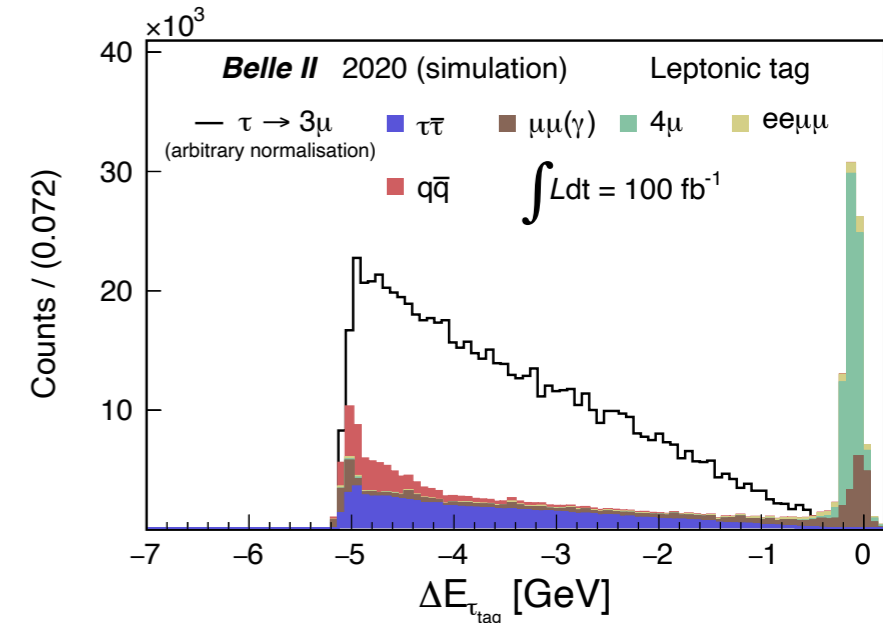 ×10³
40
30
20
10
Counts / (0.072)
Belle II 2020 (simulation) Leptonic tag
τ → 3μ
(arbitrary normalisation)
ττ̅ μμ(γ) 4μ eeμμ
qq̅ ∫Ldt = 100 fb⁻¹
−7 −6 −5 −4 −3 −2 −1 0
ΔE_τ_tag [GeV]